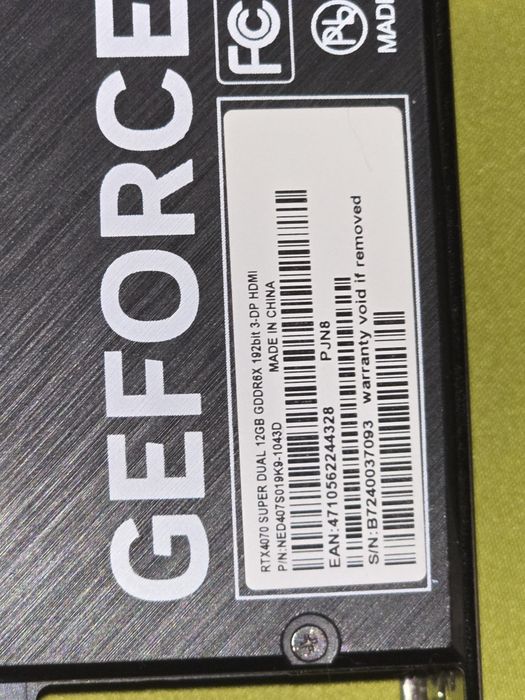 GEFORCE
FC
Pb
MADE
RTX4070 SUPER DUAL 12GB GDDR6X 192bit 3-DP HDMI
P/N:NED407S019K9-1043D MADE IN CHINA
EAN:4710562244328 PJN8
S/N:B7240037093 warranty void if removed